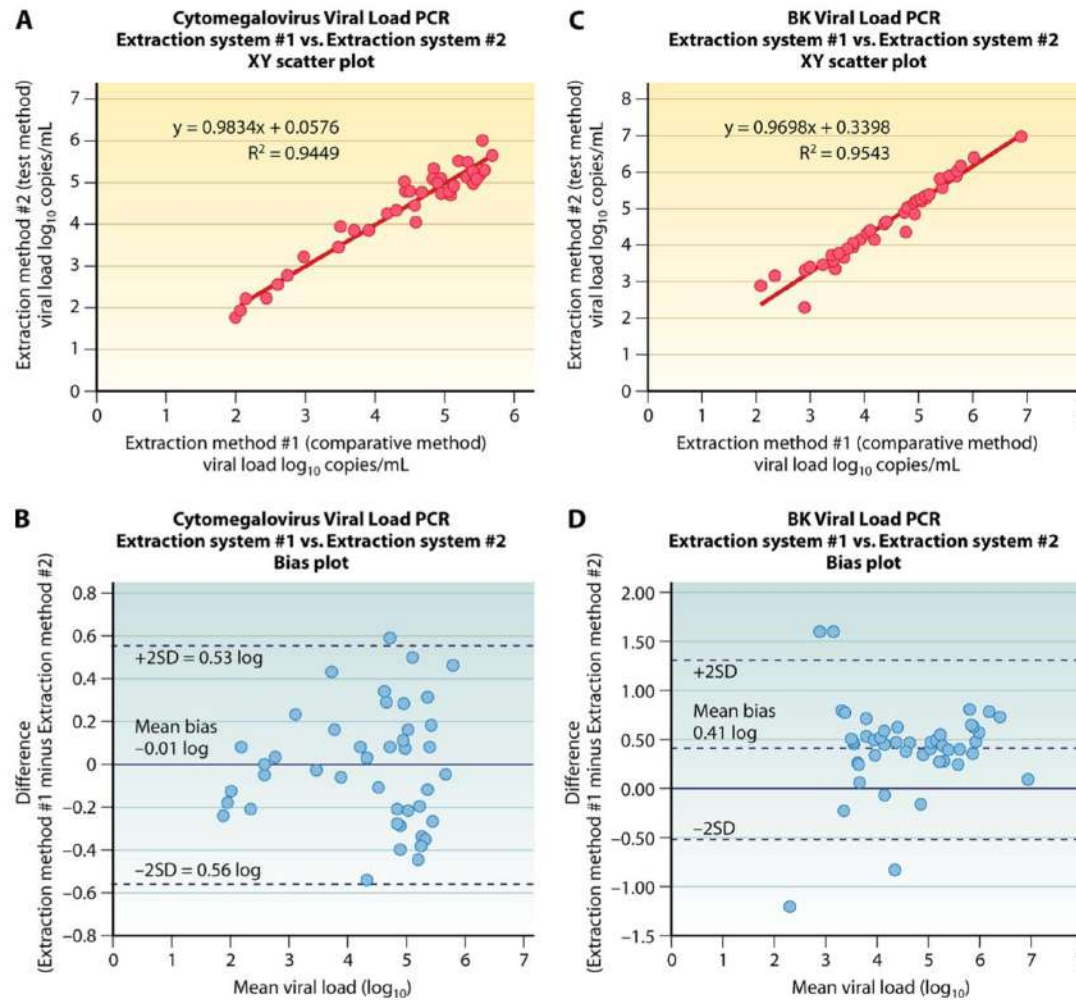 A
Cytomegalovirus Viral Load PCR
Extraction system #1 vs. Extraction system #2
XY scatter plot
Extraction method #2 (test method)
viral load log10 copies/mL
7
6
5
4
3
2
1
0
y = 0.9834x + 0.0576
R² = 0.9449
0 1 2 3 4 5 6
Extraction method #1 (comparative method)
viral load log10 copies/mL
C
BK Viral Load PCR
Extraction system #1 vs. Extraction system #2
XY scatter plot
Extraction method #2 (test method)
viral load log10 copies/mL
8
7
6
5
4
3
2
1
0
y = 0.9698x + 0.3398
R² = 0.9543
0 1 2 3 4 5 6 7
Extraction method #1 (comparative method)
viral load log10 copies/mL
B
Cytomegalovirus Viral Load PCR
Extraction system #1 vs. Extraction system #2
Bias plot
Difference
(Extraction method #1 minus Extraction method #2)
0.8
0.6
0.4
0.2
0
–0.2
–0.4
–0.6
–0.8
+2SD = 0.53 log
Mean bias
–0.01 log
–2SD = 0.56 log
0 1 2 3 4 5 6 7
Mean viral load (log10)
D
BK Viral Load PCR
Extraction system #1 vs. Extraction system #2
Bias plot
Difference
(Extraction method #1 minus Extraction method #2)
2.00
1.50
1.00
0.50
0.00
–0.50
–1.00
–1.5
+2SD
Mean bias
0.41 log
–2SD
0 1 2 3 4 5 6 7
Mean viral load (log10)